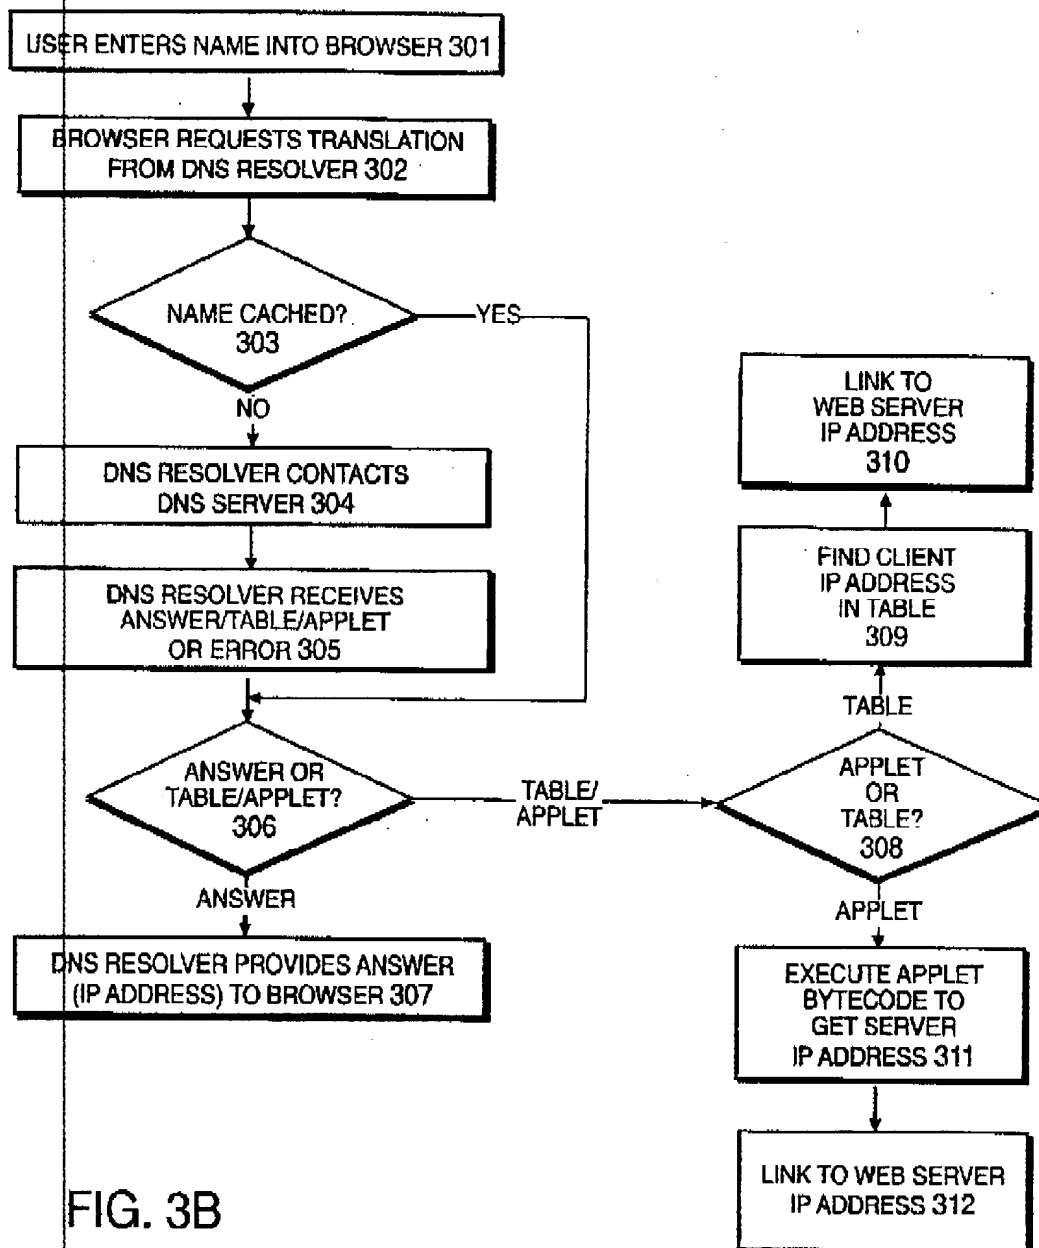 USER ENTERS NAME INTO BROWSER 301
BROWSER REQUESTS TRANSLATION
FROM DNS RESOLVER 302
NAME CACHED?
303
YES
NO
DNS RESOLVER CONTACTS
DNS SERVER 304
DNS RESOLVER RECEIVES
ANSWER/TABLE/APPLET
OR ERROR 305
ANSWER OR
TABLE/APPLET?
306
TABLE/
APPLET
ANSWER
DNS RESOLVER PROVIDES ANSWER
(IP ADDRESS) TO BROWSER 307
LINK TO
WEB SERVER
IP ADDRESS
310
FIND CLIENT
IP ADDRESS
IN TABLE
309
TABLE
APPLET
OR
TABLE?
308
APPLET
EXECUTE APPLET
BYTECODE TO
GET SERVER
IP ADDRESS 311
LINK TO WEB SERVER
IP ADDRESS 312
FIG. 3B